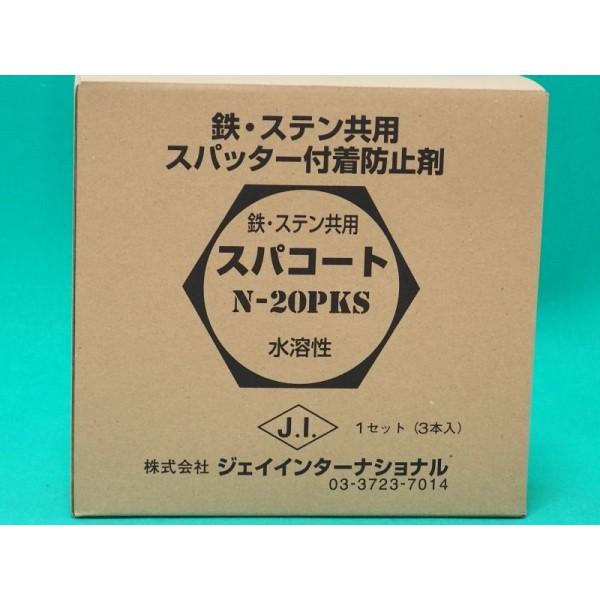 鉄・ステン共用
スパッター付着防止剤
鉄・ステン共用
スパコート
N-20PKS
水溶性
J.I.
1セット(3本入)
株式会社 ジェイインターナショナル
03-3723-7014